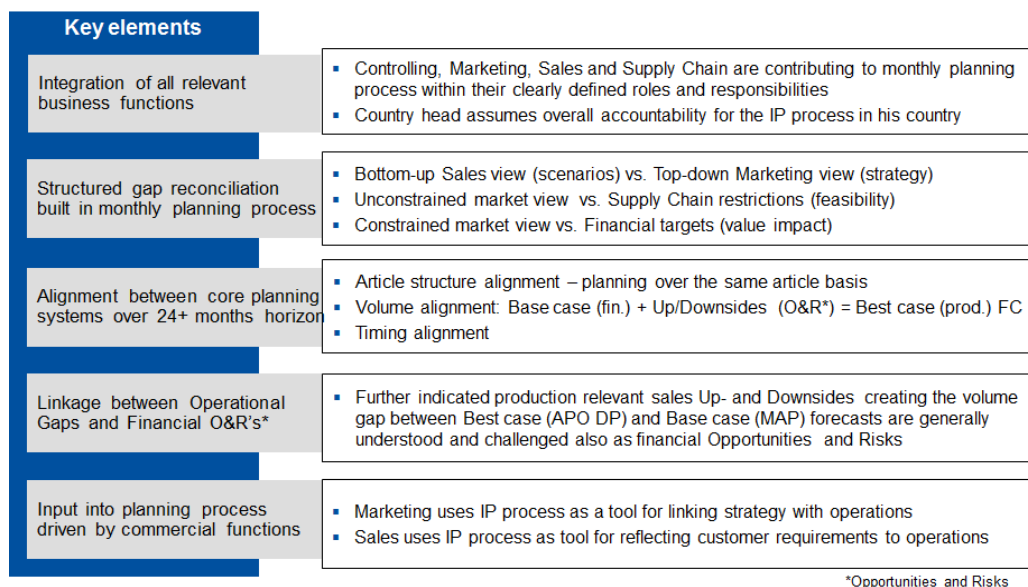 Key elements
Integration of all relevant
business functions
▪ Controlling, Marketing, Sales and Supply Chain are contributing to monthly planning
process within their clearly defined roles and responsibilities
▪ Country head assumes overall accountability for the IP process in his country
Structured gap reconciliation
built in monthly planning process
▪ Bottom-up Sales view (scenarios) vs. Top-down Marketing view (strategy)
▪ Unconstrained market view vs. Supply Chain restrictions (feasibility)
▪ Constrained market view vs. Financial targets (value impact)
Alignment between core planning
systems over 24+ months horizon
▪ Article structure alignment – planning over the same article basis
▪ Volume alignment: Base case (fin.) + Up/Downsides (O&R*) = Best case (prod.) FC
▪ Timing alignment
Linkage between Operational
Gaps and Financial O&R's*
▪ Further indicated production relevant sales Up- and Downsides creating the volume
gap between Best case (APO DP) and Base case (MAP) forecasts are generally
understood and challenged also as financial Opportunities and Risks
Input into planning process
driven by commercial functions
▪ Marketing uses IP process as a tool for linking strategy with operations
▪ Sales uses IP process as tool for reflecting customer requirements to operations
*Opportunities and Risks